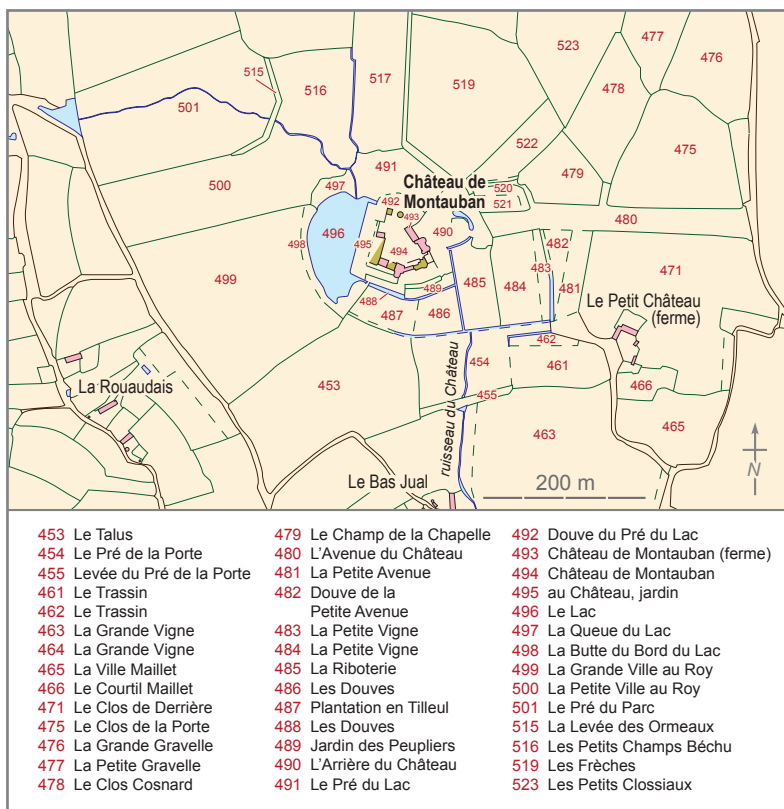 523
477
476
515
516
517
519
501
478
475
522
491
479
Château de
Montauban
500
497
520
521
492
493
480
496
490
498
495
494
482
499
483
471
485
484
481
489
488
Le Petit Château
(ferme)
487
486
462
ruisseau du Château
454
461
453
La Rouaudais
466
455
465
463
Le Bas Jual
200 m
N
453 Le Talus
454 Le Pré de la Porte
455 Levée du Pré de la Porte
461 Le Trassin
462 Le Trassin
463 La Grande Vigne
464 La Grande Vigne
465 La Ville Maillet
466 Le Courtil Maillet
471 Le Clos de Derrière
475 Le Clos de la Porte
476 La Grande Gravelle
477 La Petite Gravelle
478 Le Clos Cosnard
479 Le Champ de la Chapelle
480 L'Avenue du Château
481 La Petite Avenue
482 Douve de la
Petite Avenue
483 La Petite Vigne
484 La Petite Vigne
485 La Riboterie
486 Les Douves
487 Plantation en Tilleul
488 Les Douves
489 Jardin des Peupliers
490 L'Arrière du Château
491 Le Pré du Lac
492 Douve du Pré du Lac
493 Château de Montauban (ferme)
494 Château de Montauban
495 au Château, jardin
496 Le Lac
497 La Queue du Lac
498 La Butte du Bord du Lac
499 La Grande Ville au Roy
500 La Petite Ville au Roy
501 Le Pré du Parc
515 La Levée des Ormeaux
516 Les Petits Champs Béchu
519 Les Frèches
523 Les Petits Clossiaux